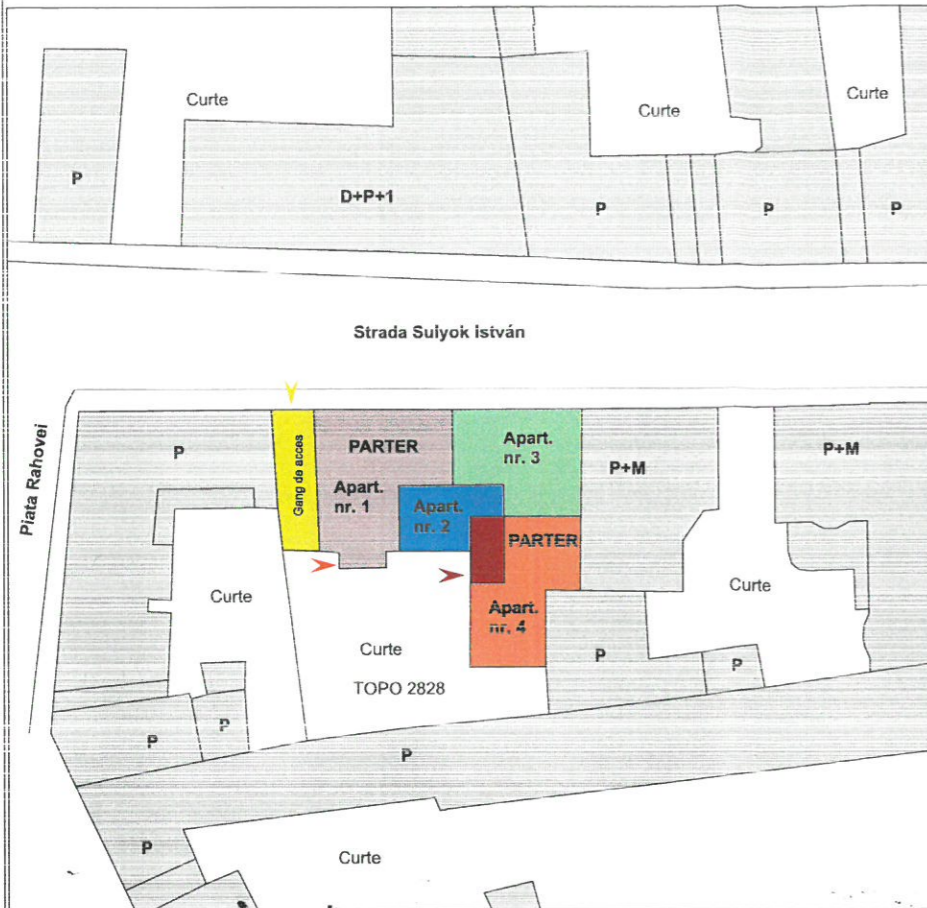 Curte
Curte
Curte
P
D+P+1
P
P
P
Strada Sulyok István
Piata Rahovei
P
Gang de acces
PARTER
Apart.
nr. 1
Apart.
nr. 3
P+M
P+M
Apart.
nr. 2
PARTER
Curte
Curte
Apart.
nr. 4
Curte
TOPO 2828
P
P
P
P
P
P
Curte